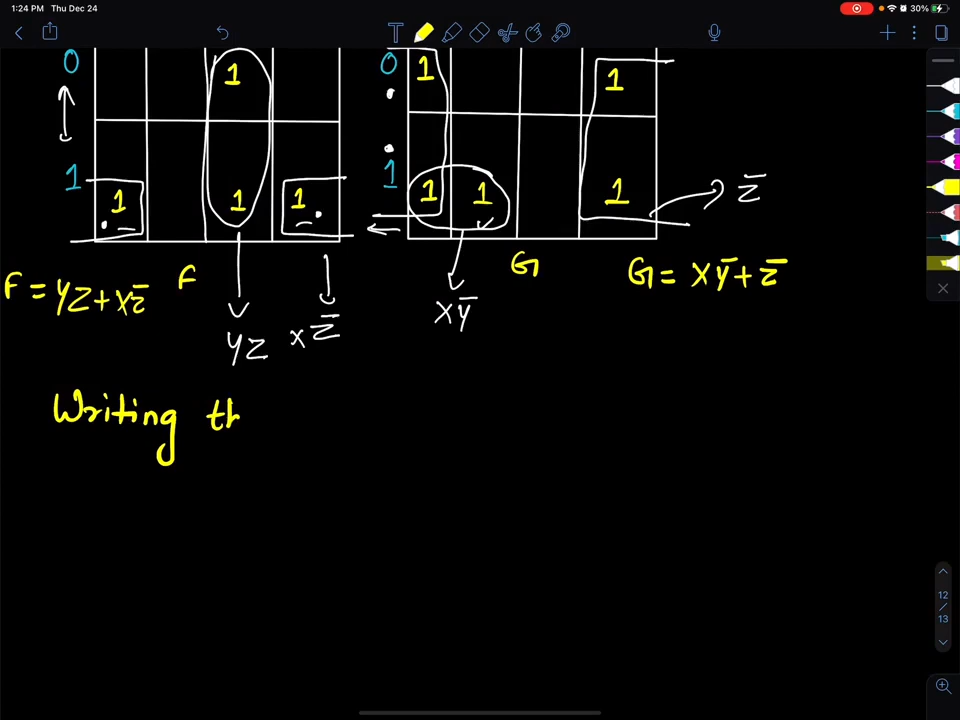 1:24 PM Thu Dec 24 30%
0 1 0 1 1
1 1 1 1 1 1 1 1
z̄
F = yz + xz̄ F G G = xȳ + z̄
yz xz̄ xȳ
Writing th
12
/
13